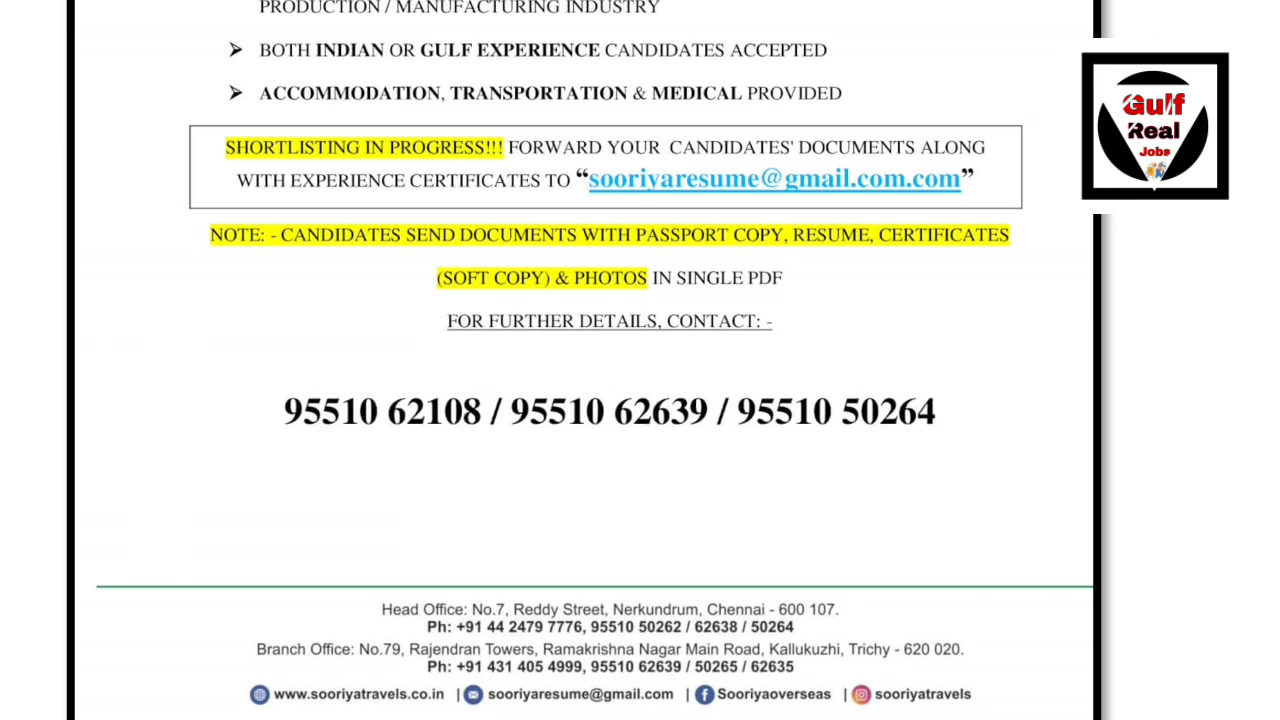 PRODUCTION / MANUFACTURING INDUSTRY
➢ BOTH INDIAN OR GULF EXPERIENCE CANDIDATES ACCEPTED
➢ ACCOMMODATION, TRANSPORTATION & MEDICAL PROVIDED
Gulf
Real
Jobs
SHORTLISTING IN PROGRESS!!! FORWARD YOUR CANDIDATES' DOCUMENTS ALONG
WITH EXPERIENCE CERTIFICATES TO “sooriyaresume@gmail.com.com”
NOTE: - CANDIDATES SEND DOCUMENTS WITH PASSPORT COPY, RESUME, CERTIFICATES
(SOFT COPY) & PHOTOS IN SINGLE PDF
FOR FURTHER DETAILS, CONTACT: -
95510 62108 / 95510 62639 / 95510 50264
Head Office: No.7, Reddy Street, Nerkundrum, Chennai - 600 107.
Ph: +91 44 2479 7776, 95510 50262 / 62638 / 50264
Branch Office: No.79, Rajendran Towers, Ramakrishna Nagar Main Road, Kallukuzhi, Trichy - 620 020.
Ph: +91 431 405 4999, 95510 62639 / 50265 / 62635
www.sooriyatravels.co.in | sooriyaresume@gmail.com | Sooriyaoverseas | sooriyatravels